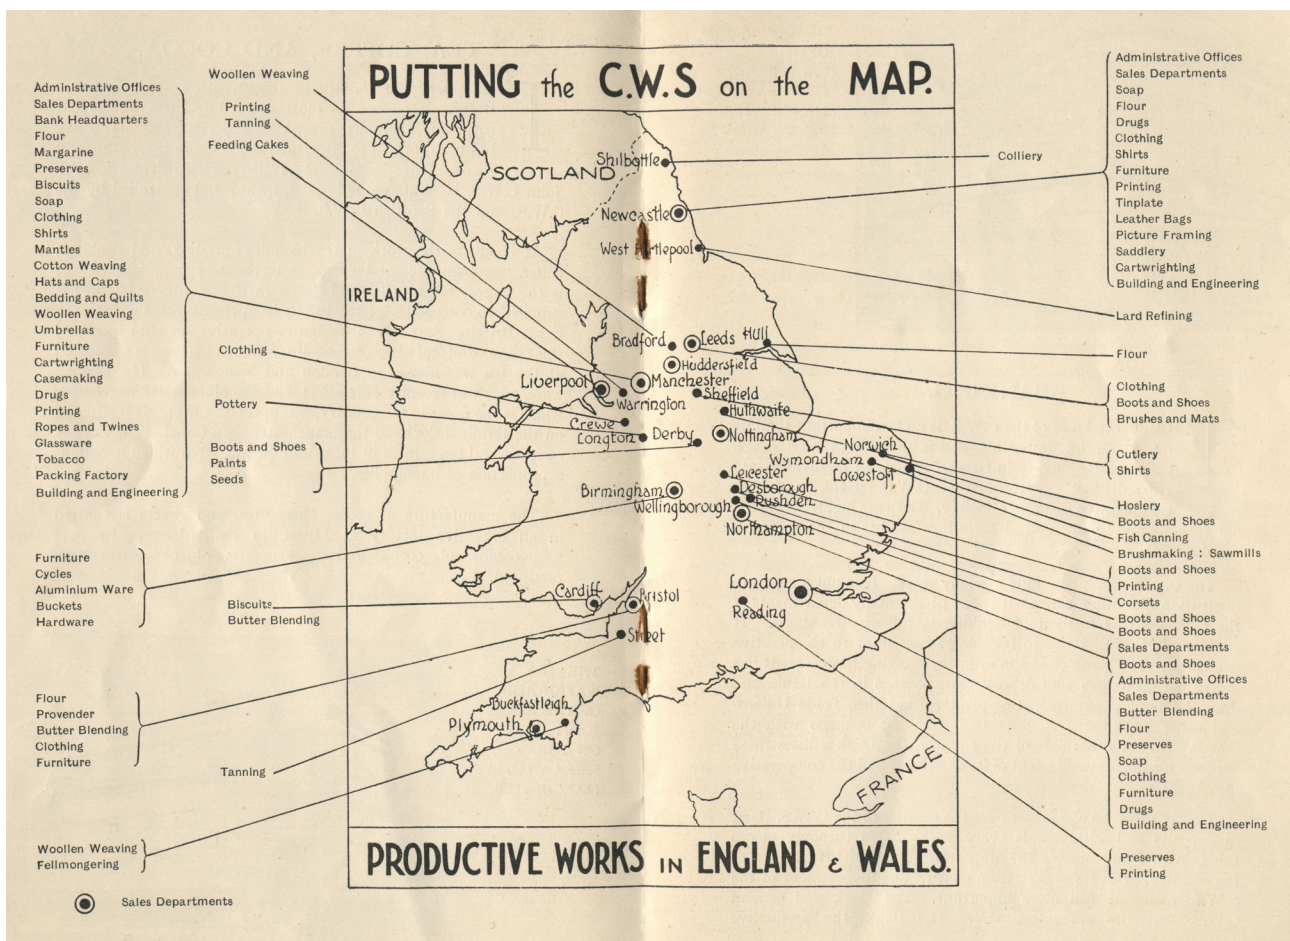 PUTTING the C.W.S on the MAP.
Administrative Offices
Sales Departments
Bank Headquarters
Flour
Margarine
Preserves
Biscuits
Soap
Clothing
Shirts
Mantles
Cotton Weaving
Hats and Caps
Bedding and Quilts
Woollen Weaving
Umbrellas
Furniture
Cartwrighting
Casemaking
Drugs
Printing
Ropes and Twines
Glassware
Tobacco
Packing Factory
Building and Engineering
Furniture
Cycles
Aluminium Ware
Buckets
Hardware
Flour
Provender
Butter Blending
Clothing
Furniture
Woollen Weaving
Fellmongering
Sales Departments
Woollen Weaving
Printing
Tanning
Feeding Cakes
Clothing
Pottery
Boots and Shoes
Paints
Seeds
Biscuits
Butter Blending
Tanning
SCOTLAND
IRELAND
FRANCE
Shilbottle
Newcastle
West Hartlepool
Bradford
Leeds
Hull
Huddersfield
Liverpool
Manchester
Warrington
Sheffield
Huthwaite
Crewe
Longton
Derby
Nottingham
Norwich
Wymondham
Lowestoft
Leicester
Birmingham
Desborough
Rushden
Wellingborough
Northampton
Cardiff
Bristol
London
Reading
Street
Buckfastleigh
Plymouth
Colliery
Administrative Offices
Sales Departments
Soap
Flour
Drugs
Clothing
Shirts
Furniture
Printing
Tinplate
Leather Bags
Picture Framing
Saddlery
Cartwrighting
Building and Engineering
Lard Refining
Flour
Clothing
Boots and Shoes
Brushes and Mats
Cutlery
Shirts
Hosiery
Boots and Shoes
Fish Canning
Brushmaking : Sawmills
Boots and Shoes
Printing
Corsets
Boots and Shoes
Boots and Shoes
Sales Departments
Boots and Shoes
Administrative Offices
Sales Departments
Butter Blending
Flour
Preserves
Soap
Clothing
Furniture
Drugs
Building and Engineering
Preserves
Printing
PRODUCTIVE WORKS IN ENGLAND & WALES.